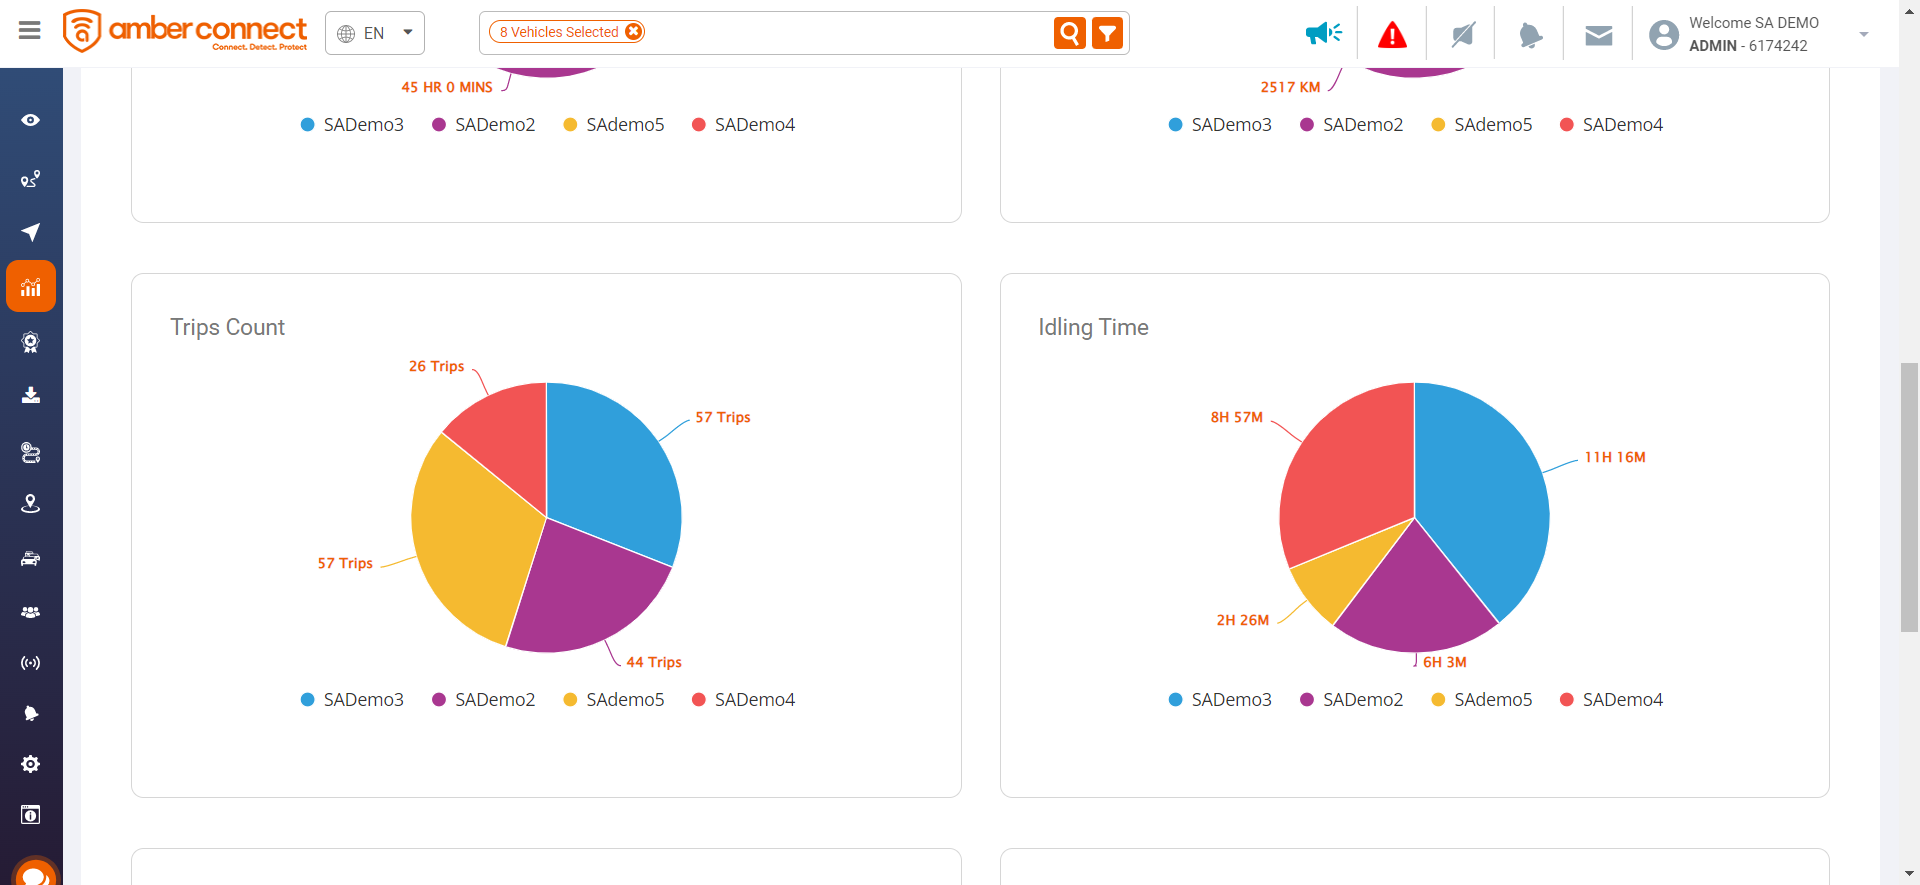 amber connect
Connect. Detect. Protect
EN
8 Vehicles Selected
Welcome SA DEMO
ADMIN - 6174242
45 HR 0 MINS
SADemo3 SADemo2 SAdemo5 SADemo4
2517 KM
SADemo3 SADemo2 SAdemo5 SADemo4
Trips Count
26 Trips
57 Trips
57 Trips
44 Trips
SADemo3 SADemo2 SAdemo5 SADemo4
Idling Time
8H 57M
11H 16M
2H 26M
6H 3M
SADemo3 SADemo2 SAdemo5 SADemo4